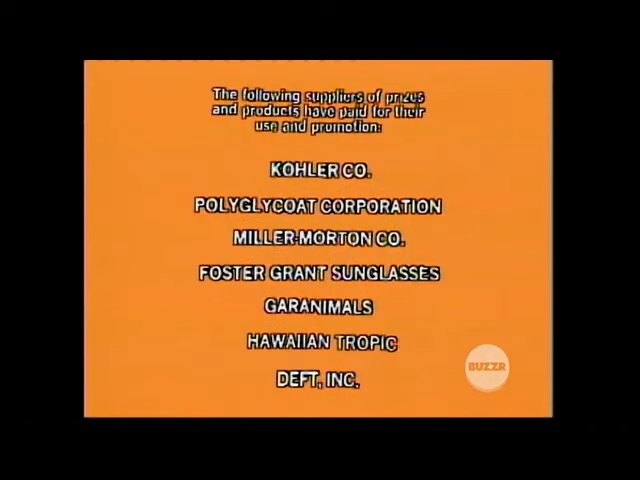 The following suppliers of prizes
and products have paid for their
use and promotion:
KOHLER CO.
POLYGLYCOAT CORPORATION
MILLER-MORTON CO.
FOSTER GRANT SUNGLASSES
GARANIMALS
HAWAIIAN TROPIC
DEFT, INC.
BUZZR